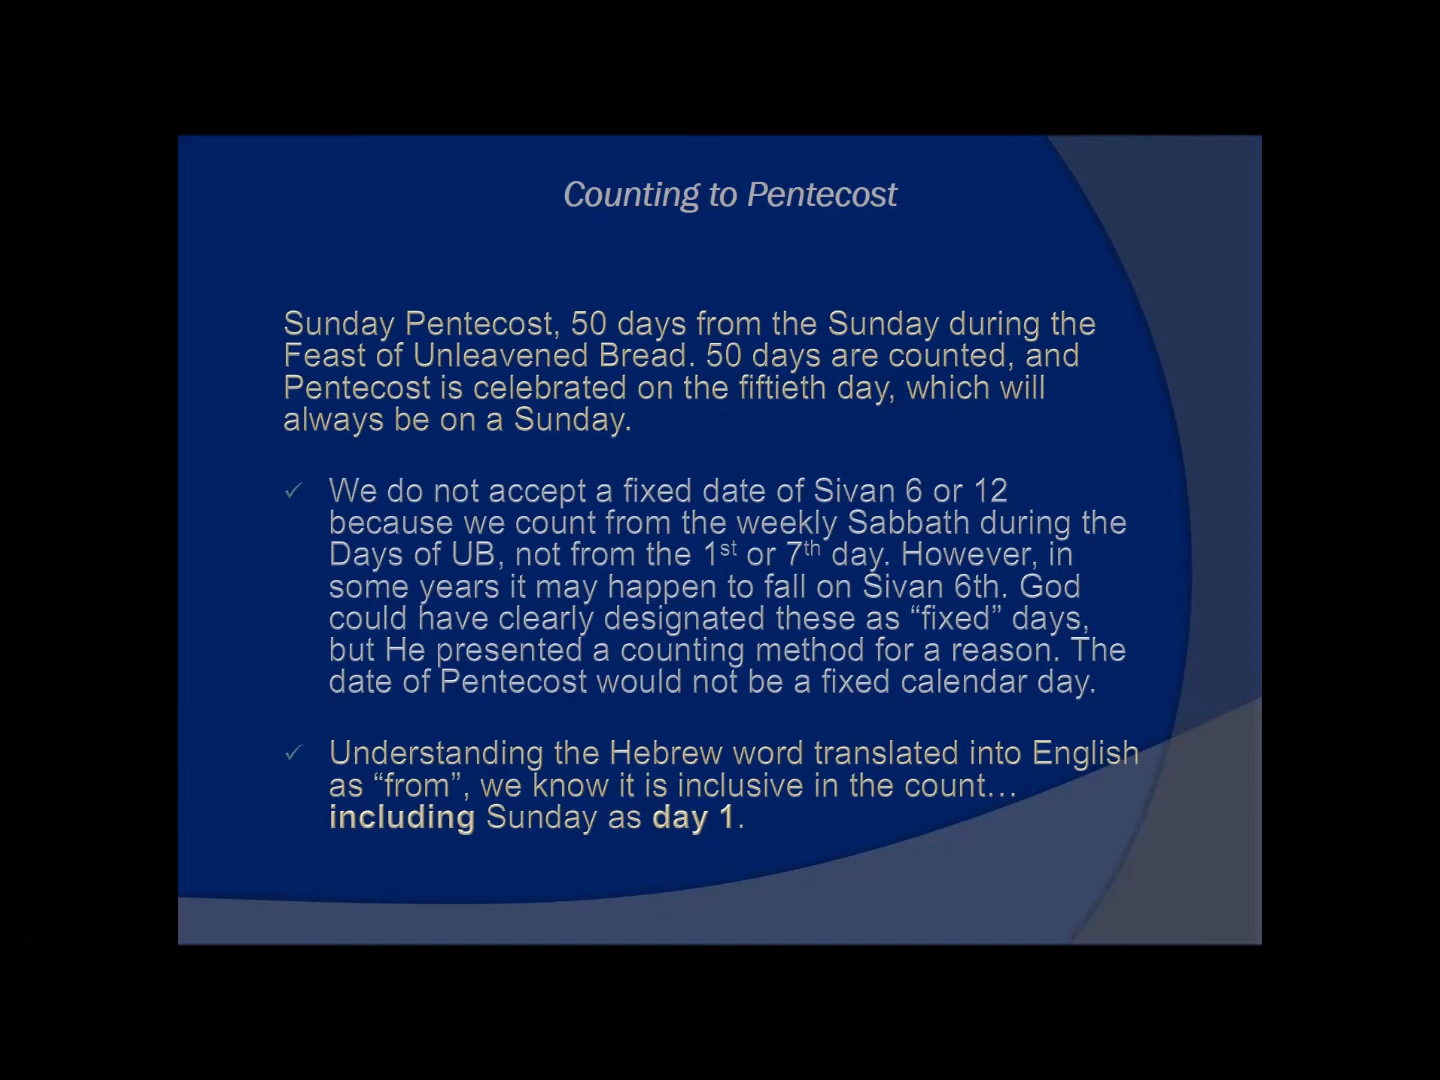 Counting to Pentecost
Sunday Pentecost, 50 days from the Sunday during the
Feast of Unleavened Bread. 50 days are counted, and
Pentecost is celebrated on the fiftieth day, which will
always be on a Sunday.
✓ We do not accept a fixed date of Sivan 6 or 12
because we count from the weekly Sabbath during the
Days of UB, not from the 1st or 7th day. However, in
some years it may happen to fall on Sivan 6th. God
could have clearly designated these as “fixed” days,
but He presented a counting method for a reason. The
date of Pentecost would not be a fixed calendar day.
✓ Understanding the Hebrew word translated into English
as “from”, we know it is inclusive in the count…
including Sunday as day 1.